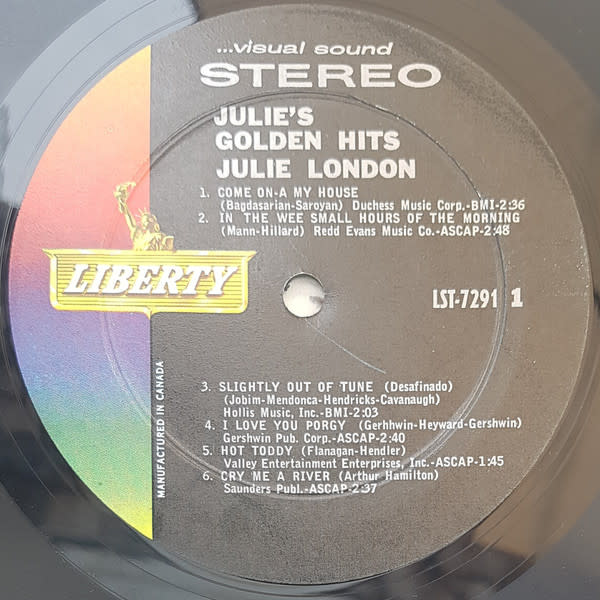 ...visual sound
STEREO
JULIE'S
GOLDEN HITS
JULIE LONDON
1. COME ON-A MY HOUSE
(Bagdasarian-Saroyan) Duchess Music Corp.-BMI-2:36
2. IN THE WEE SMALL HOURS OF THE MORNING
(Mann-Hillard) Redd Evans Music Co.-ASCAP-2:48
LIBERTY
LST-7291 1
3. SLIGHTLY OUT OF TUNE (Desafinado)
(Jobim-Mendonca-Hendricks-Cavanaugh)
Hollis Music, Inc.-BMI-2:03
4. I LOVE YOU PORGY (Gerhhwin-Heyward-Gershwin)
Gershwin Pub. Corp.-ASCAP-2:40
5. HOT TODDY (Flanagan-Hendler)
Valley Entertainment Enterprises, Inc.-ASCAP-1:45
6. CRY ME A RIVER (Arthur Hamilton)
Saunders Publ.-ASCAP-2:37
MANUFACTURED IN CANADA